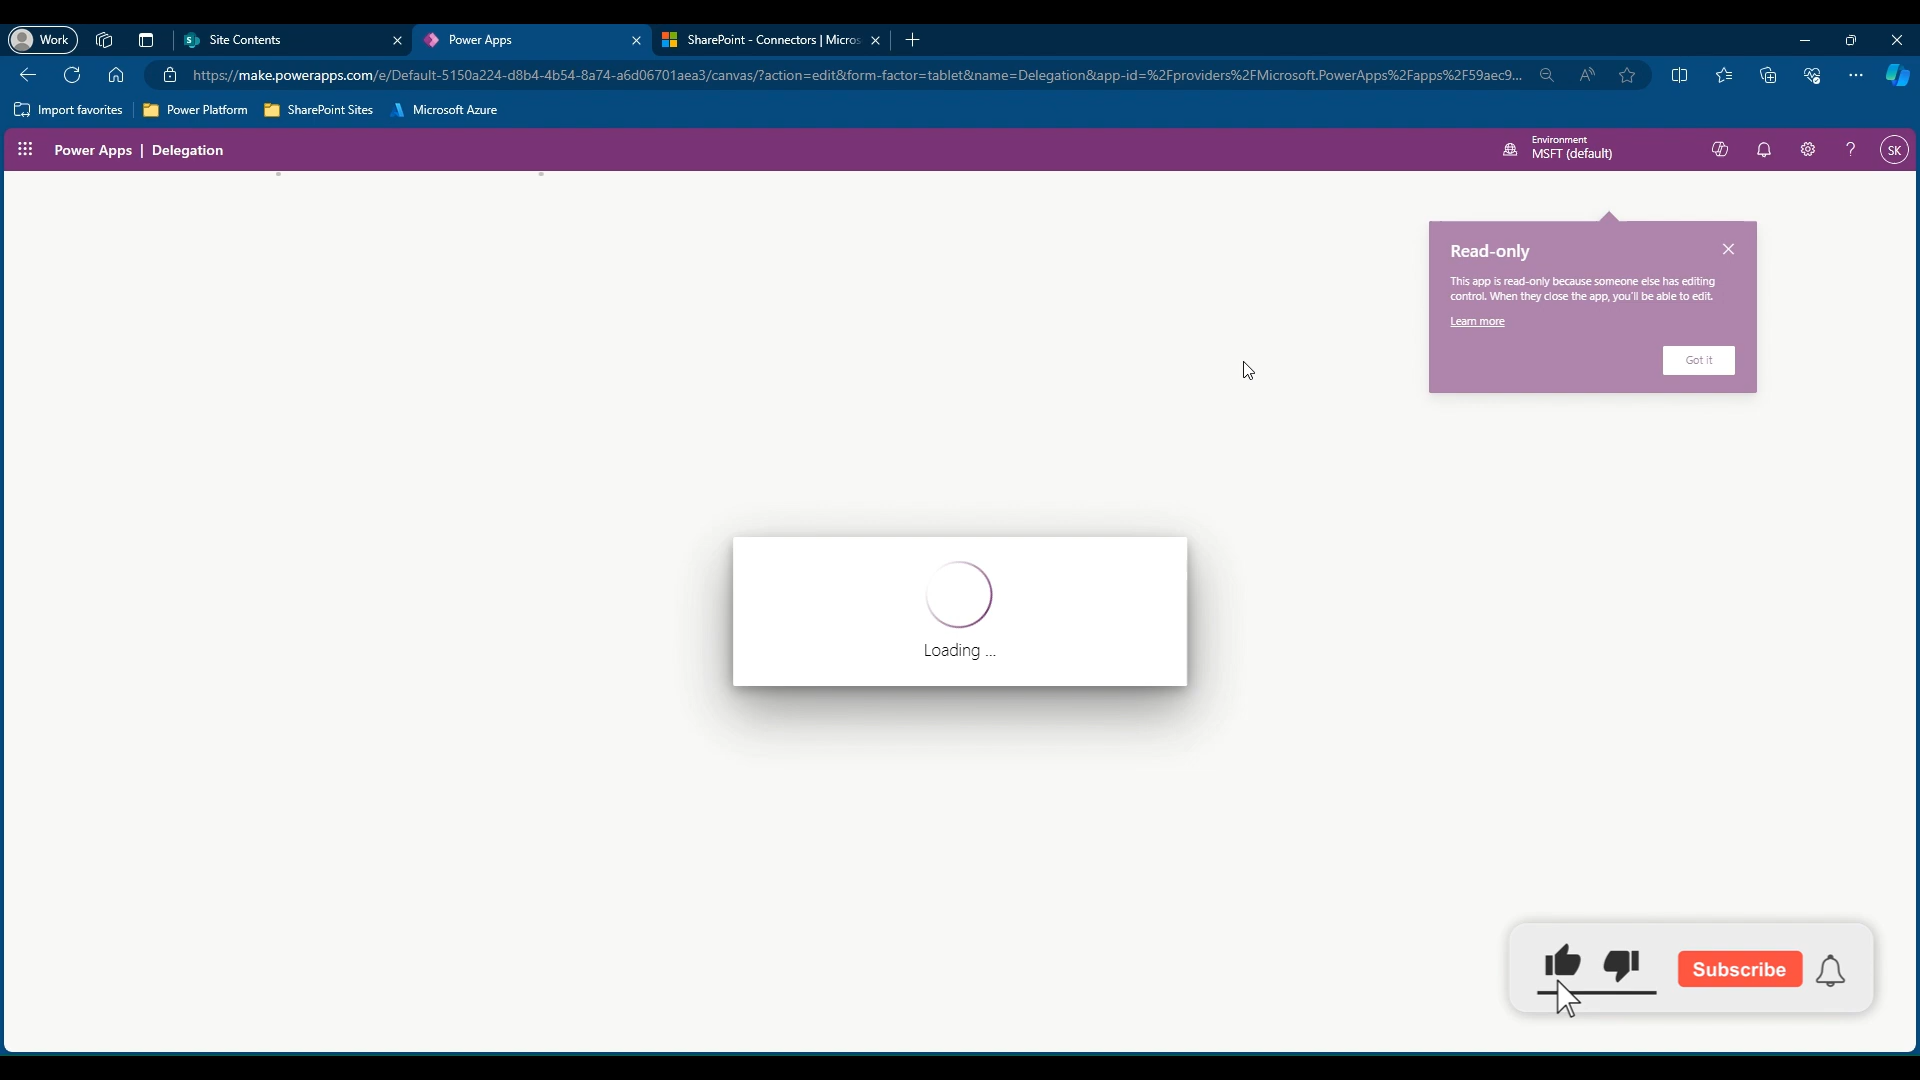 Work
Site Contents
Power Apps
SharePoint - Connectors | Micros
https://make.powerapps.com/e/Default-5150a224-d8b4-4b54-8a74-a6d06701aea3/canvas/?action=edit&form-factor=tablet&name=Delegation&app-id=%2Fproviders%2FMicrosoft.PowerApps%2Fapps%2F59aec9...
Import favorites
Power Platform
SharePoint Sites
Microsoft Azure
Power Apps | Delegation
Environment
MSFT (default)
?
SK
Read-only
This app is read-only because someone else has editing
control. When they close the app, you'll be able to edit.
Learn more
Got it
Loading ...
Subscribe